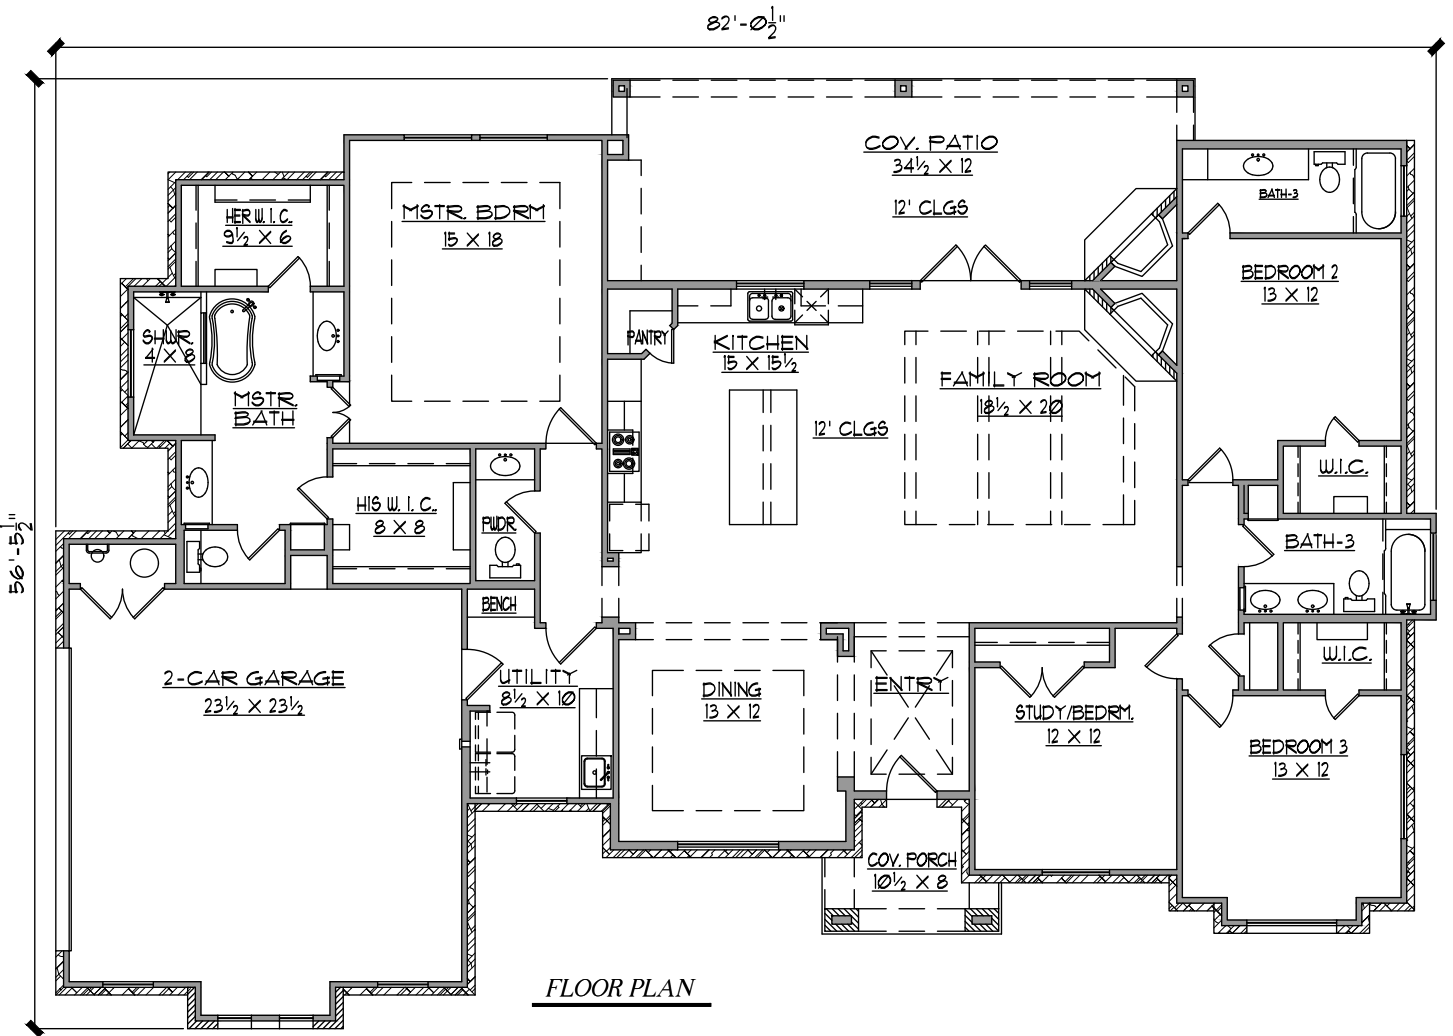 82'-0½"
56'-5½"
COV. PATIO
34½ X 12
12' CLGS
BATH-3
HER W. I. C.
9½ X 6
MSTR. BDRM
15 X 18
BEDROOM 2
13 X 12
SHWR.
4 X 8
PANTRY
KITCHEN
15 X 15½
FAMILY ROOM
18½ X 20
MSTR.
BATH
12' CLGS
W.I.C.
HIS W. I. C.
8 X 8
PWDR.
BATH-3
BENCH
2-CAR GARAGE
23½ X 23½
UTILITY
8½ X 10
DINING
13 X 12
ENTRY
W.I.C.
STUDY/BEDRM.
12 X 12
BEDROOM 3
13 X 12
COV. PORCH
10½ X 8
FLOOR PLAN